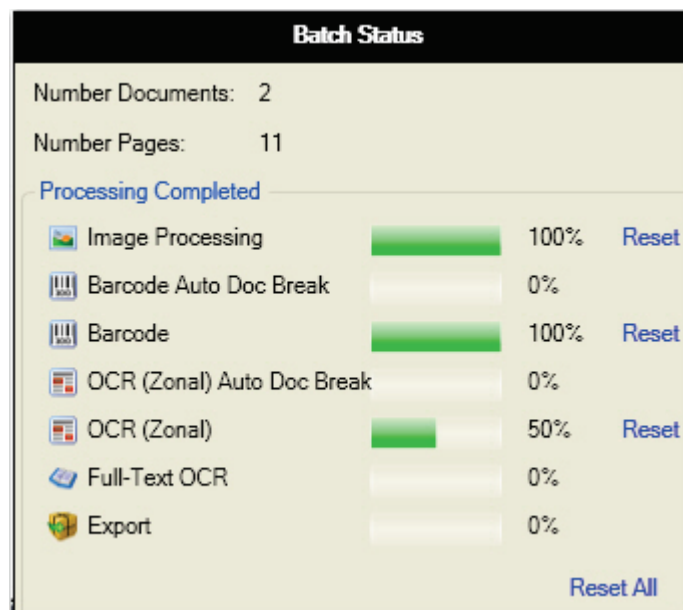 Batch Status
Number Documents: 2
Number Pages: 11
Processing Completed
Image Processing 100% Reset
Barcode Auto Doc Break 0%
Barcode 100% Reset
OCR (Zonal) Auto Doc Break 0%
OCR (Zonal) 50% Reset
Full-Text OCR 0%
Export 0%
Reset All